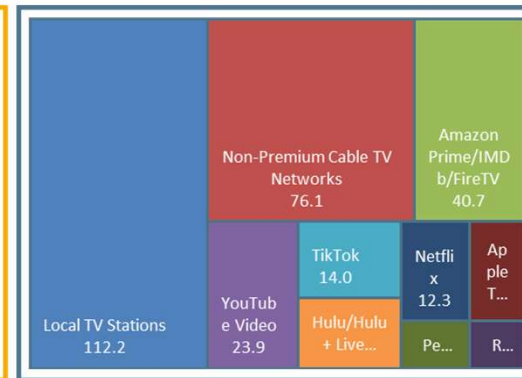 Local TV Stations
112.2
Non-Premium Cable TV
Networks
76.1
Amazon
Prime/IMD
b/FireTV
40.7
YouTub
e Video
23.9
TikTok
14.0
Hulu/Hulu
+ Live...
Netfli
x
12.3
Ap
ple
T...
Pe...
R...